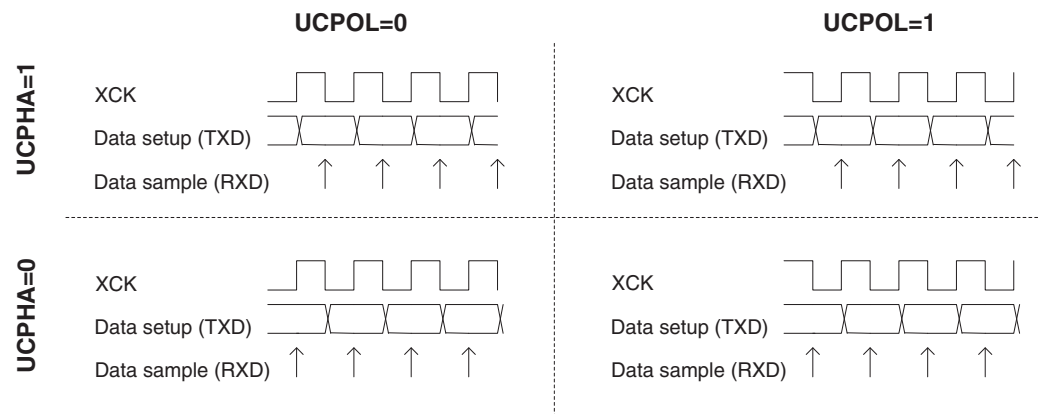 UCPOL=0
UCPOL=1
UCPHA=1
XCK
Data setup (TXD)
Data sample (RXD)
XCK
Data setup (TXD)
Data sample (RXD)
UCPHA=0
XCK
Data setup (TXD)
Data sample (RXD)
XCK
Data setup (TXD)
Data sample (RXD)